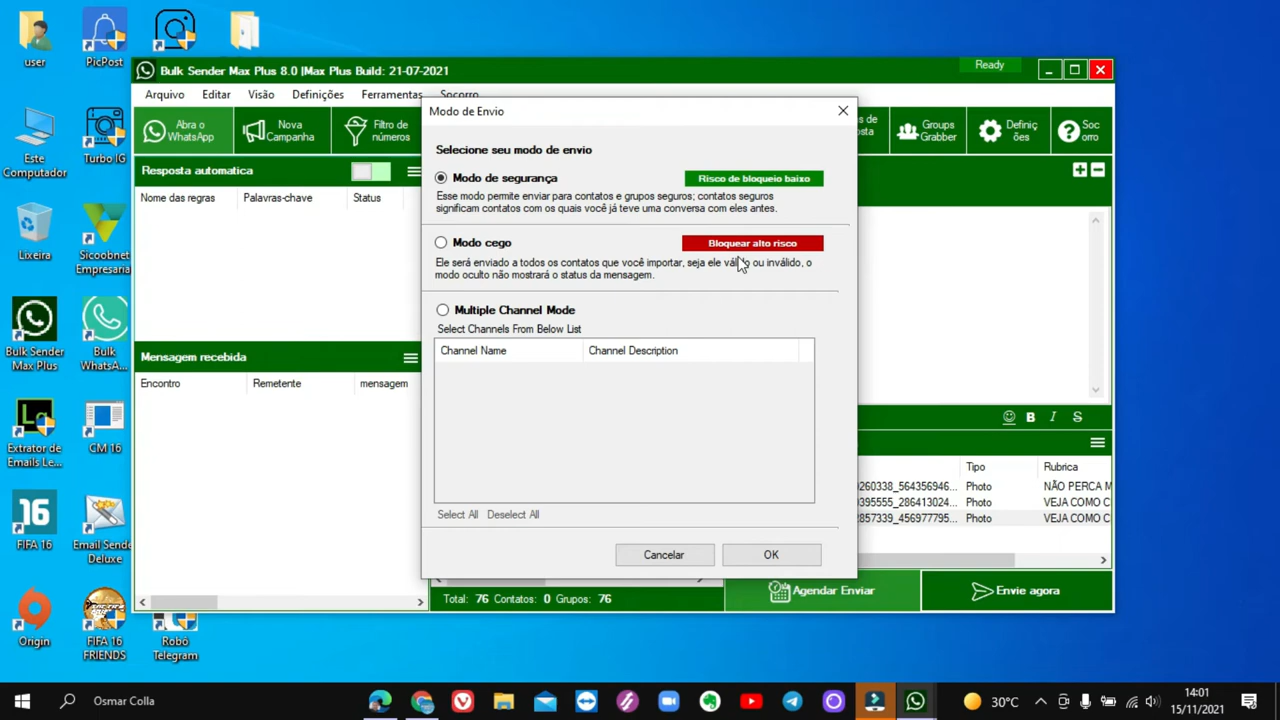 user
PicPost
Este
Computador
Turbo IG
Lixeira
Sicoobnet
Empresarial
Bulk Sender
Max Plus
Bulk
WhatsA...
Extrator de
Emails Le...
CM 16
FIFA 16
Email Sende
Deluxe
Origin
FIFA 16
FRIENDS
Robô
Telegram
Bulk Sender Max Plus 8.0 |Max Plus Build: 21-07-2021
Ready
Arquivo Editar Visão Definições Ferramentas Socorro
Abra o
WhatsApp
Nova
Campanha
Filtro de
números
Groups
Grabber
Definiç
ões
Soc
orro
Resposta automatica
Nome das regras Palavras-chave Status
Mensagem recebida
Encontro Remetente mensagem
Modo de Envio
Selecione seu modo de envio
Modo de segurança Risco de bloqueio baixo
Esse modo permite enviar para contatos e grupos seguros; contatos seguros
significam contatos com os quais você já teve uma conversa com eles antes.
Modo cego Bloquear alto risco
Ele será enviado a todos os contatos que você importar, seja ele válido ou inválido, o
modo oculto não mostrará o status da mensagem.
Multiple Channel Mode
Select Channels From Below List
Channel Name Channel Description
Select All Deselect All
Cancelar OK
B I S
Tipo Rubrica
0260338_564356946... Photo NÃO PERCA M
0395555_286413024... Photo VEJA COMO C
2857339_456977795... Photo VEJA COMO C
Total: 76 Contatos: 0 Grupos: 76
Agendar Enviar
Envie agora
Osmar Colla
30°C
14:01
15/11/2021